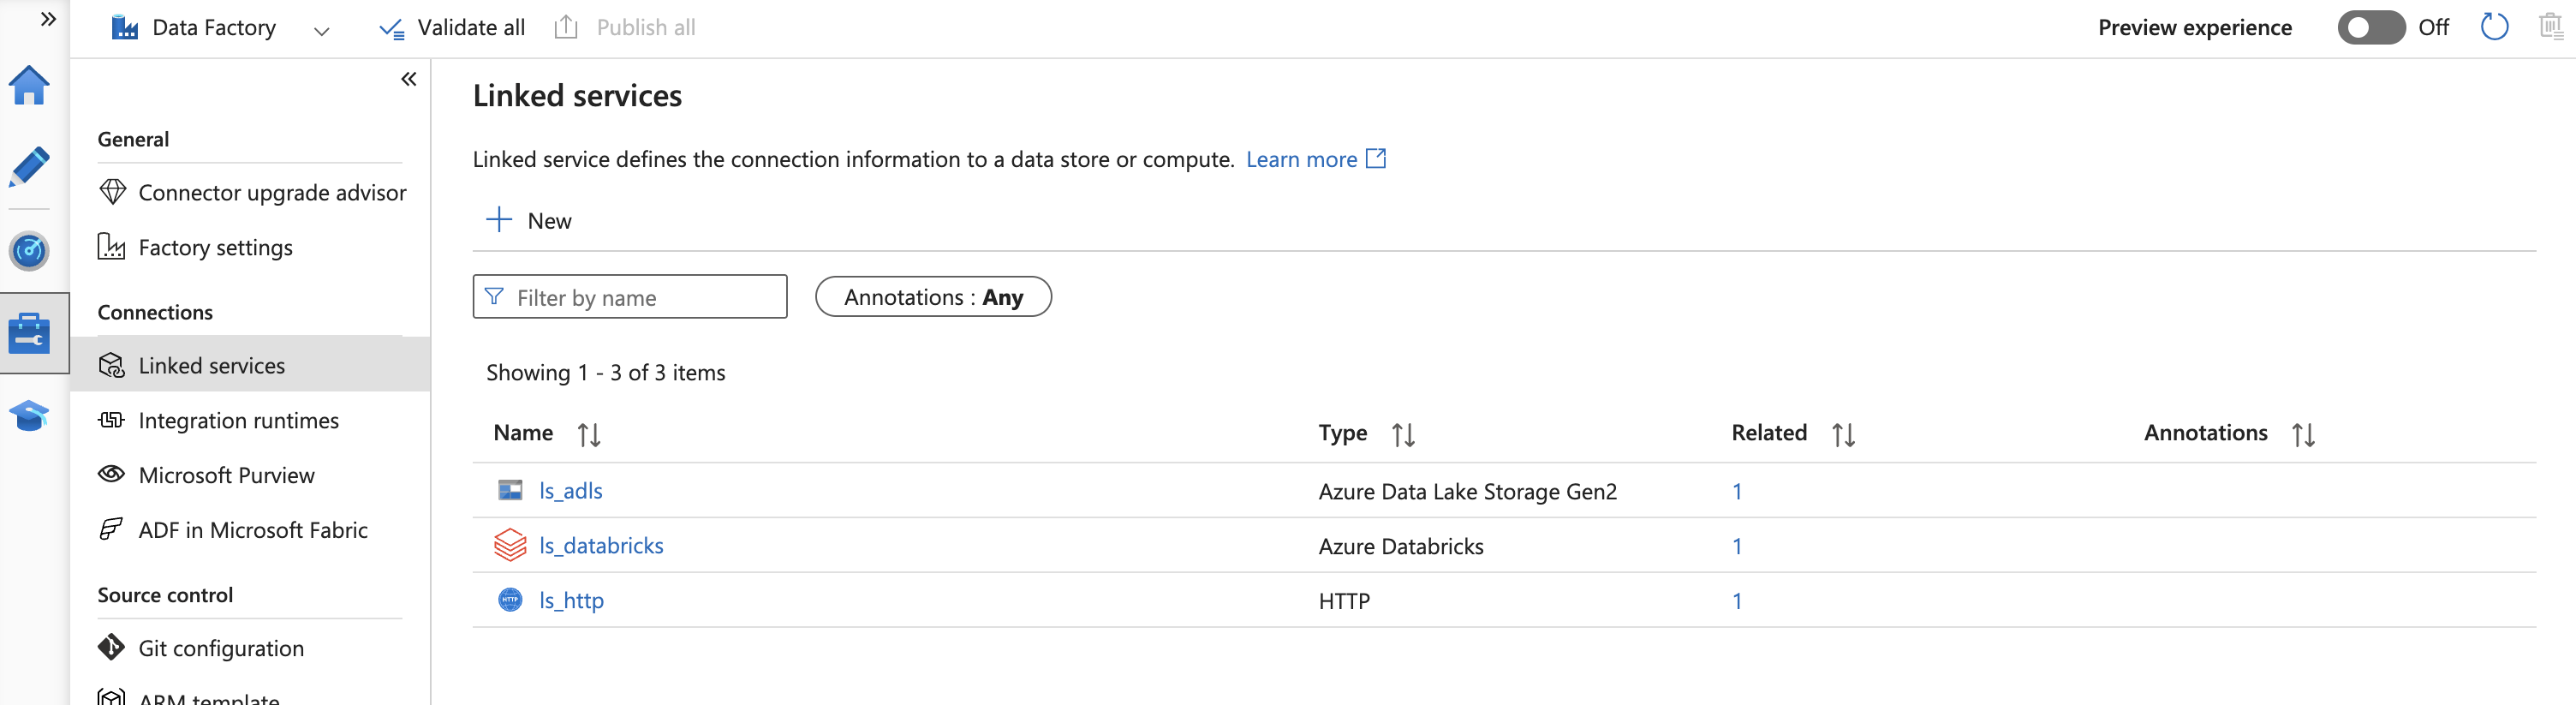 Data Factory
Validate all
Publish all
Preview experience
Off
General
Connector upgrade advisor
Factory settings
Connections
Linked services
Integration runtimes
Microsoft Purview
ADF in Microsoft Fabric
Source control
Git configuration
ARM template
Linked services
Linked service defines the connection information to a data store or compute. Learn more
New
Filter by name
Annotations : Any
Showing 1 - 3 of 3 items
Name Type Related Annotations
ls_adls Azure Data Lake Storage Gen2 1
ls_databricks Azure Databricks 1
HTTP ls_http HTTP 1